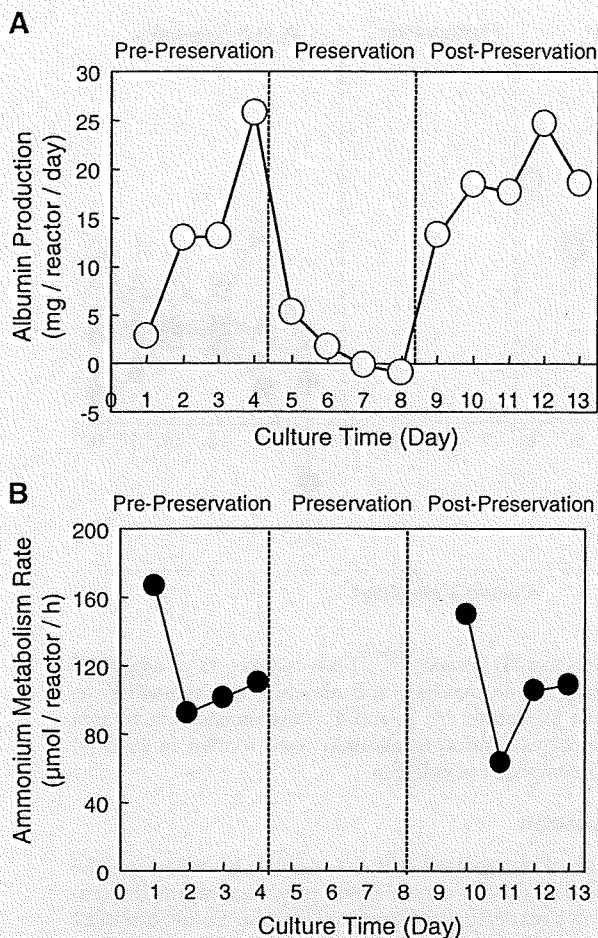 A
Pre-Preservation Preservation Post-Preservation
Albumin Production
(mg / reactor / day)
30
25
20
15
10
5
0
-5
0 1 2 3 4 5 6 7 8 9 10 11 12 13
Culture Time (Day)
B
Pre-Preservation Preservation Post-Preservation
Ammonium Metabolism Rate
(µmol / reactor / h)
200
160
120
80
40
0
0 1 2 3 4 5 6 7 8 9 10 11 12 13
Culture Time (Day)